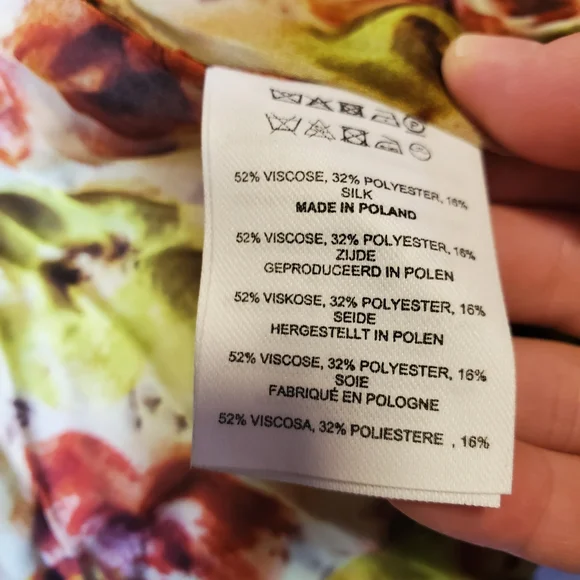 52% VISCOSE, 32% POLYESTER, 16%
SILK
MADE IN POLAND
52% VISCOSE, 32% POLYESTER, 16%
ZIJDE
GEPRODUCEERD IN POLEN
52% VISKOSE, 32% POLYESTER, 16%
SEIDE
HERGESTELLT IN POLEN
52% VISCOSE, 32% POLYESTER, 16%
SOIE
FABRIQUÉ EN POLOGNE
52% VISCOSA, 32% POLIESTERE , 16%